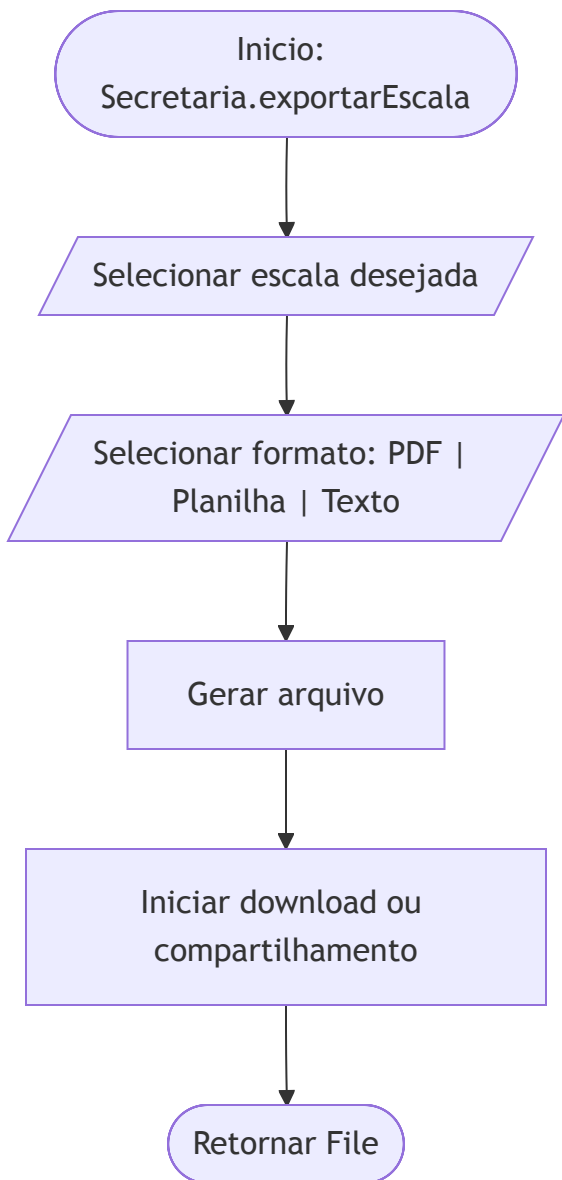 Inicio:
Secretaria.exportarEscala
Selecionar escala desejada
Selecionar formato: PDF |
Planilha | Texto
Gerar arquivo
Iniciar download ou
compartilhamento
Retornar File